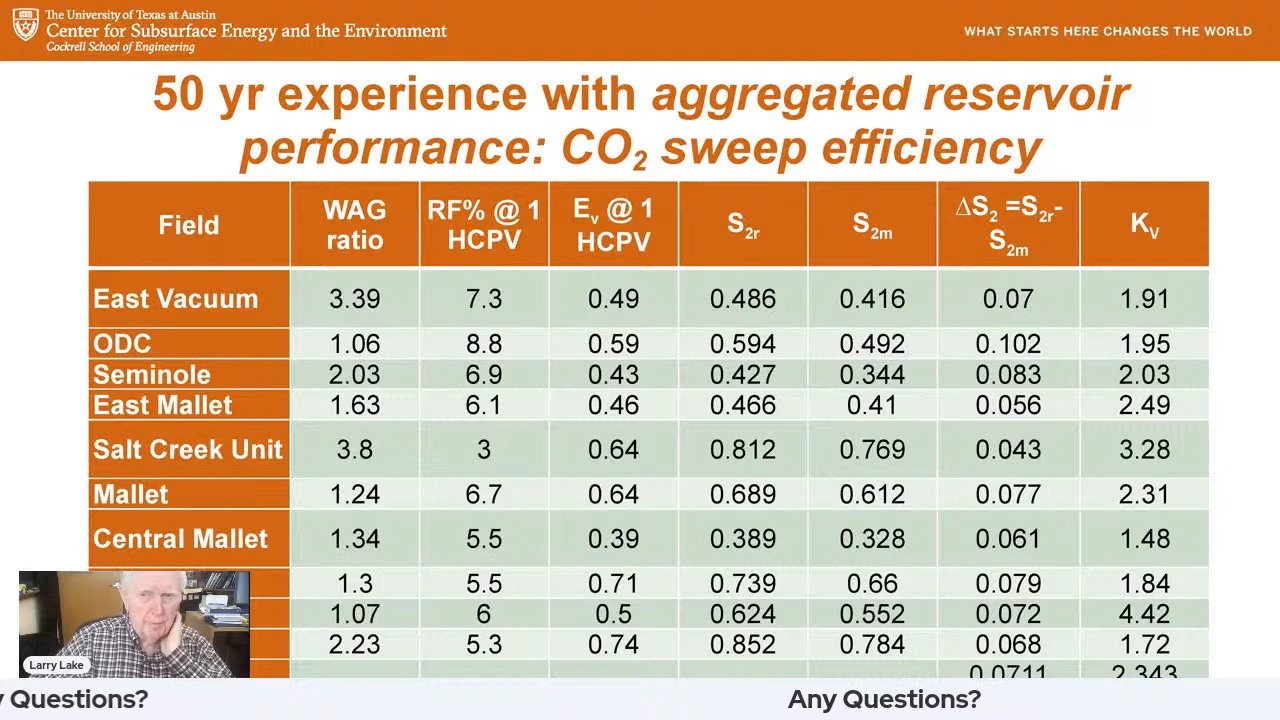 The University of Texas at Austin
Center for Subsurface Energy and the Environment
Cockrell School of Engineering
WHAT STARTS HERE CHANGES THE WORLD
50 yr experience with aggregated reservoir
performance: CO2 sweep efficiency
Field WAG ratio RF% @ 1 HCPV Ev @ 1 HCPV S2r S2m ΔS2 =S2r-S2m KV
East Vacuum 3.39 7.3 0.49 0.486 0.416 0.07 1.91
ODC 1.06 8.8 0.59 0.594 0.492 0.102 1.95
Seminole 2.03 6.9 0.43 0.427 0.344 0.083 2.03
East Mallet 1.63 6.1 0.46 0.466 0.41 0.056 2.49
Salt Creek Unit 3.8 3 0.64 0.812 0.769 0.043 3.28
Mallet 1.24 6.7 0.64 0.689 0.612 0.077 2.31
Central Mallet 1.34 5.5 0.39 0.389 0.328 0.061 1.48
1.3 5.5 0.71 0.739 0.66 0.079 1.84
1.07 6 0.5 0.624 0.552 0.072 4.42
2.23 5.3 0.74 0.852 0.784 0.068 1.72
0.0711 2.343
Larry Lake
Questions? Any Questions?